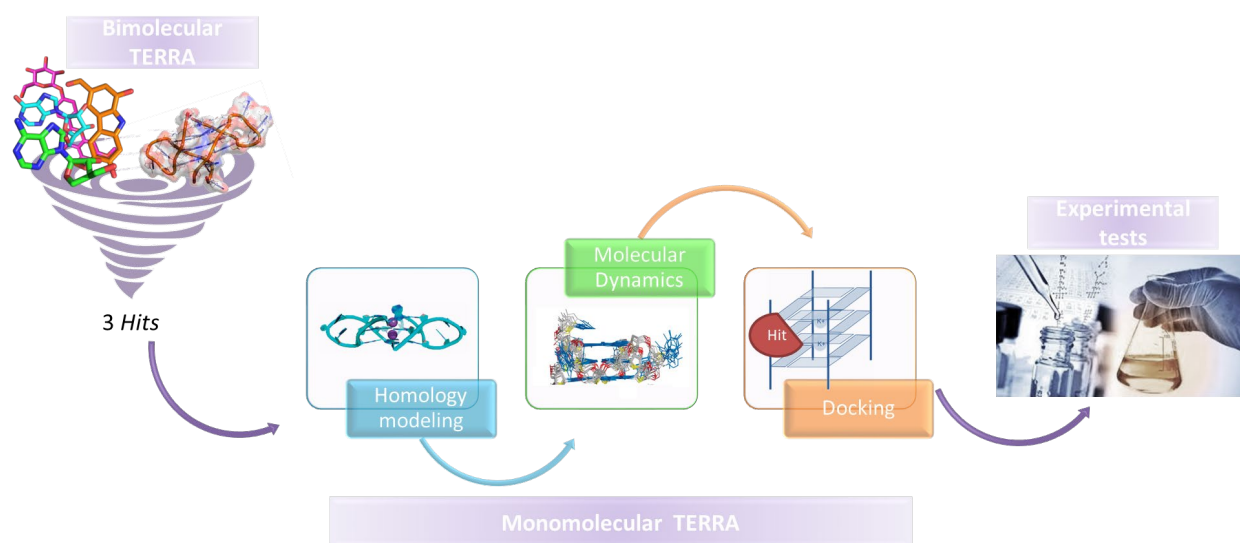 Bimolecular
TERRA
3 Hits
Homology
modeling
Molecular
Dynamics
Hit
K+
K+
Docking
Experimental
tests
Monomolecular TERRA